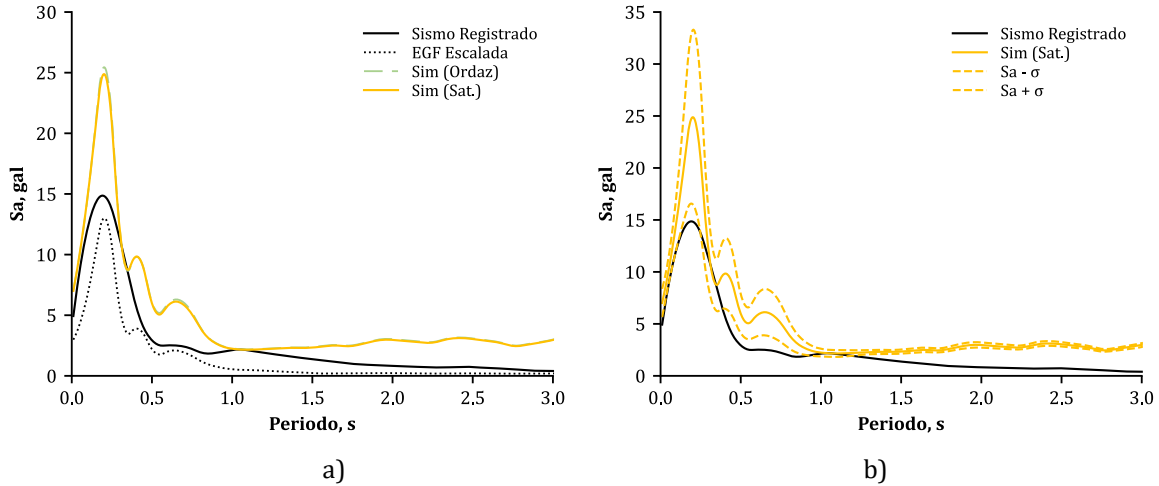 30
25
20
15
10
5
0
Sa, gal
0.0 0.5 1.0 1.5 2.0 2.5 3.0
Periodo, s
Sismo Registrado
EGF Escalada
Sim (Ordaz)
Sim (Sat.)
a)
35
30
25
20
15
10
5
0
Sa, gal
0.0 0.5 1.0 1.5 2.0 2.5 3.0
Periodo, s
Sismo Registrado
Sim (Sat.)
Sa - σ
Sa + σ
b)